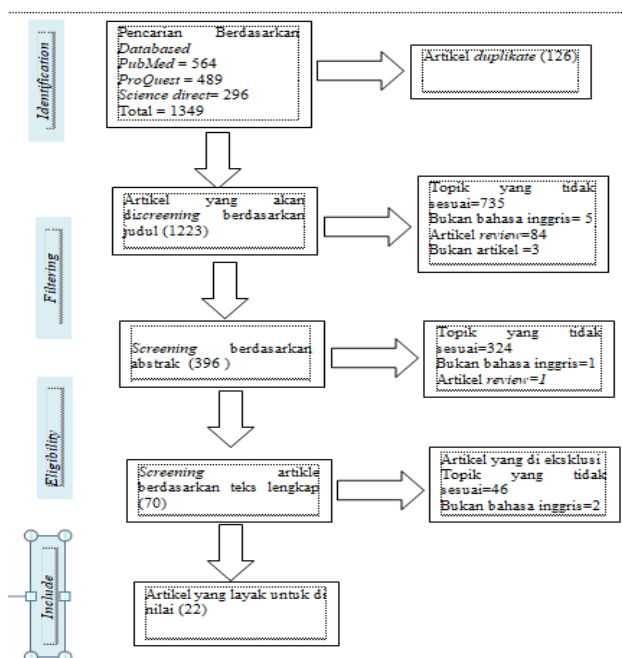 Identification
Pencarian Berdasarkan
Databased
PubMed = 564
ProQuest = 489
Science direct= 296
Total = 1349
Artikel duplikate (126)
Filtering
Artikel yang akan
discreening berdasarkan
judul (1223)
Topik yang tidak
sesuai=735
Bukan bahasa inggris= 5
Artikel review=84
Bukan artikel =3
Screening berdasarkan
abstrak (396 )
Topik yang tidak
sesuai=324
Bukan bahasa inggris=1
Artikel review=1
Eligibility
Screening artikle
berdasarkan teks lengkap
(70)
Artikel yang di eksklusi
Topik yang tidak
sesuai=46
Bukan bahasa inggris=2
Include
Artikel yang layak untuk di
nilai (22)